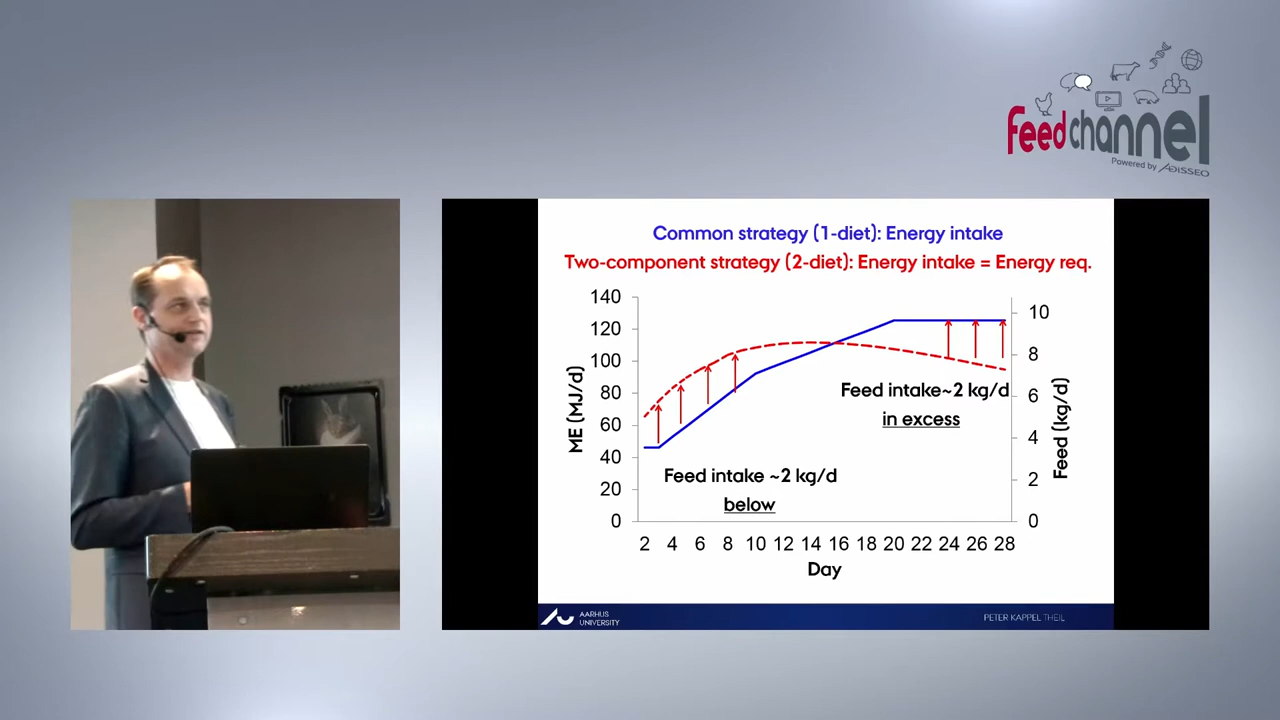 feedchannel
Powered by ADISSEO
Common strategy (1-diet): Energy intake
Two-component strategy (2-diet): Energy intake = Energy req.
140
120
100
80
60
40
20
0
ME (MJ/d)
10
8
6
4
2
0
Feed (kg/d)
Feed intake~2 kg/d
in excess
Feed intake ~2 kg/d
below
2 4 6 8 10 12 14 16 18 20 22 24 26 28
Day
AARHUS
UNIVERSITY
PETER KAPPEL THEIL